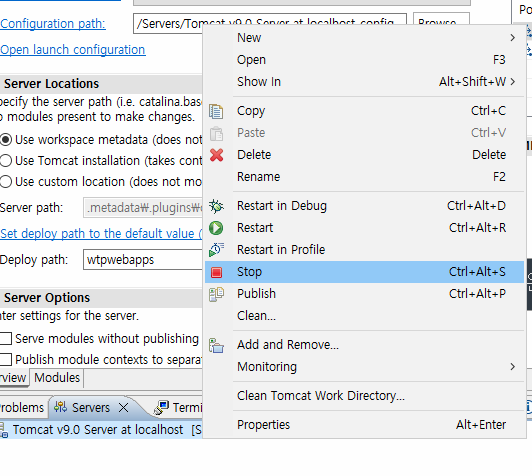 Configuration path:
/Servers/Tomcat v9.0 Server at localhost-config
Browse...
Po
Open launch configuration
Server Locations
pecify the server path (i.e. catalina.bas
o modules present to make changes.
Use workspace metadata (does not
Use Tomcat installation (takes cont
Use custom location (does not mo
Server path:
.metadata₩.plugins₩
Set deploy path to the default value (
Deploy path:
wtpwebapps
Server Options
nter settings for the server.
Serve modules without publishing
Publish module contexts to separat
rview
Modules
roblems
Servers
Termi
Tomcat v9.0 Server at localhost [S
New
Open F3
Show In Alt+Shift+W
Copy Ctrl+C
Paste Ctrl+V
Delete Delete
Rename F2
Restart in Debug Ctrl+Alt+D
Restart Ctrl+Alt+R
Restart in Profile
Stop Ctrl+Alt+S
Publish Ctrl+Alt+P
Clean...
Add and Remove...
Monitoring
Clean Tomcat Work Directory...
Properties Alt+Enter